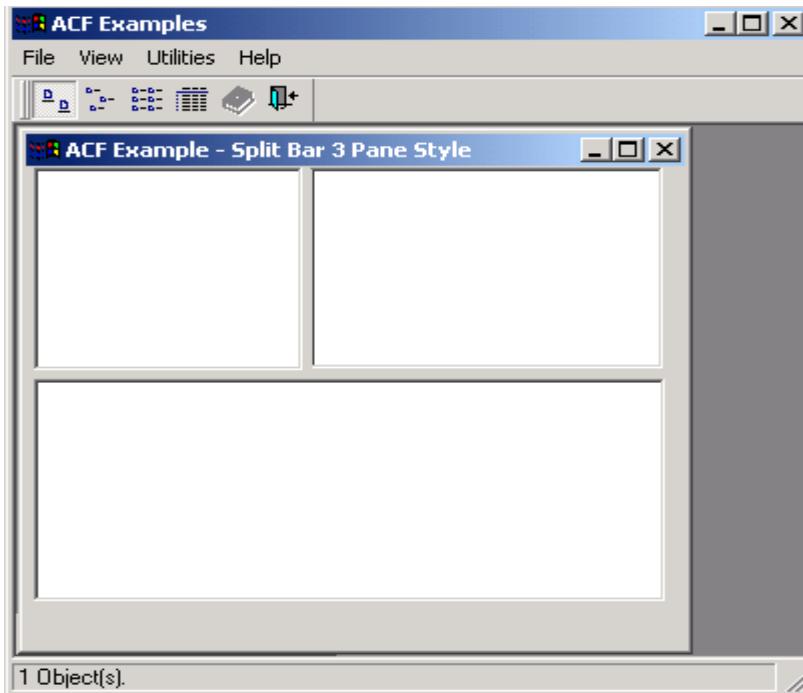 ACF Examples
File View Utilities Help
ACF Example - Split Bar 3 Pane Style
1 Object(s).